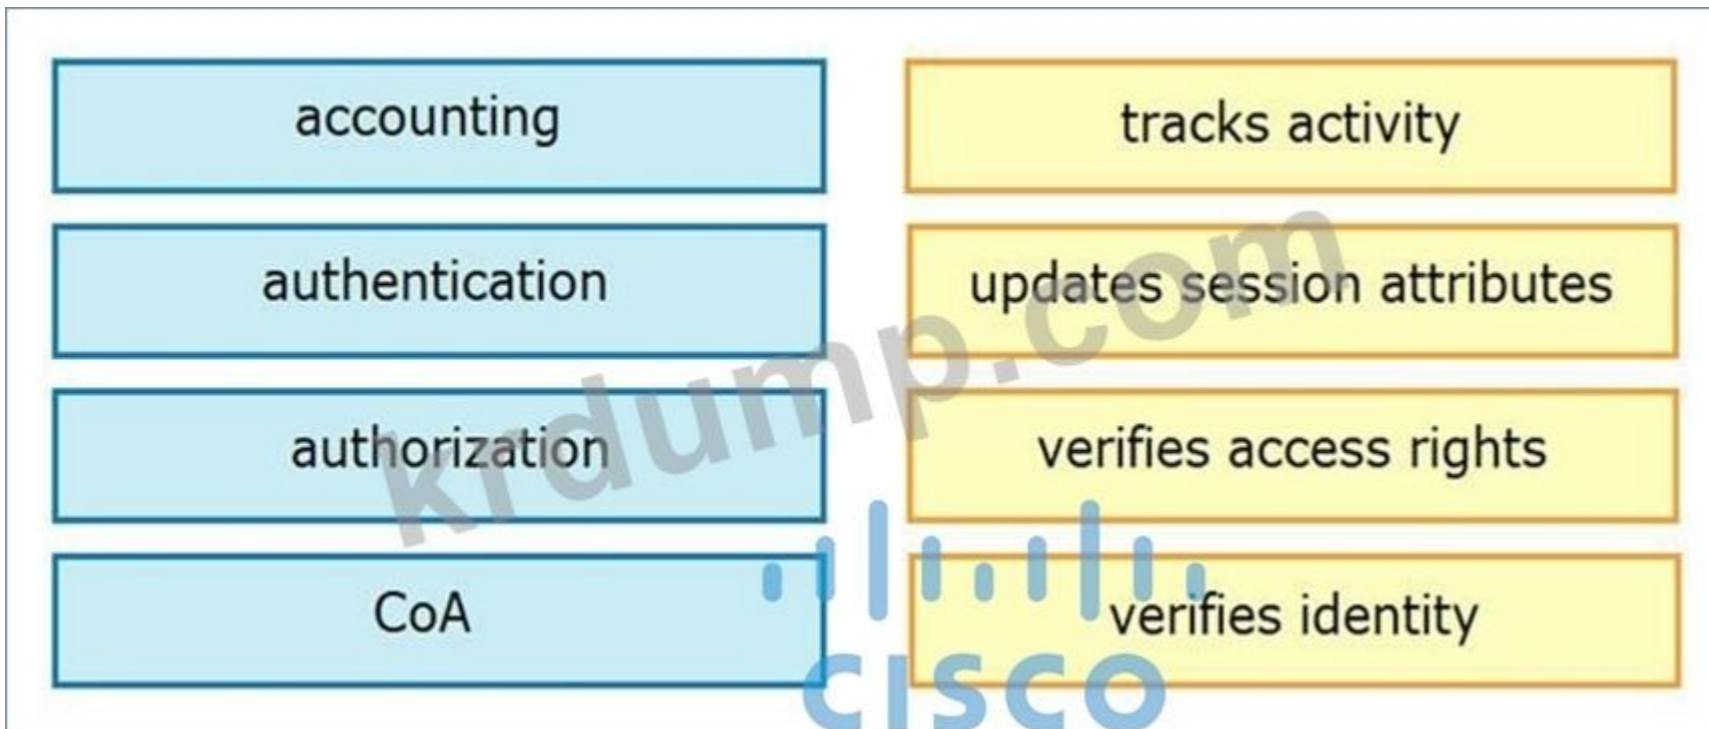 accounting
tracks activity
authentication
updates session attributes
authorization
verifies access rights
CoA
verifies identity
krdump.com
CISCO